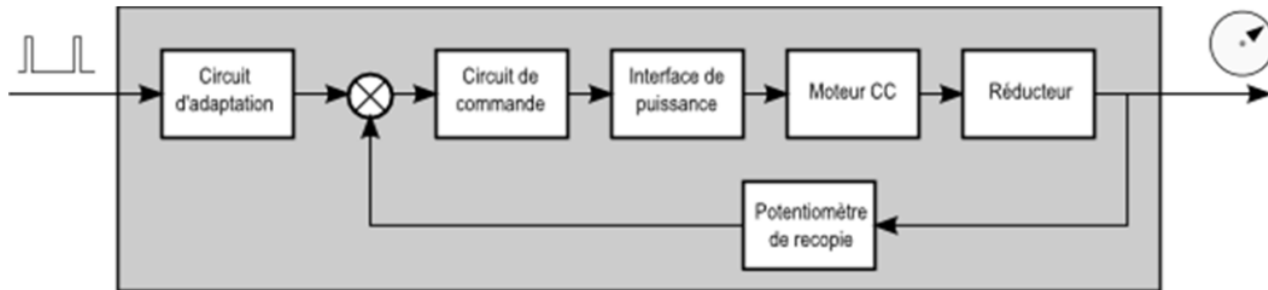 Circuit
d'adaptation
Circuit de
commande
Interface de
puissance
Moteur CC
Réducteur
Potentiomètre
de recopie